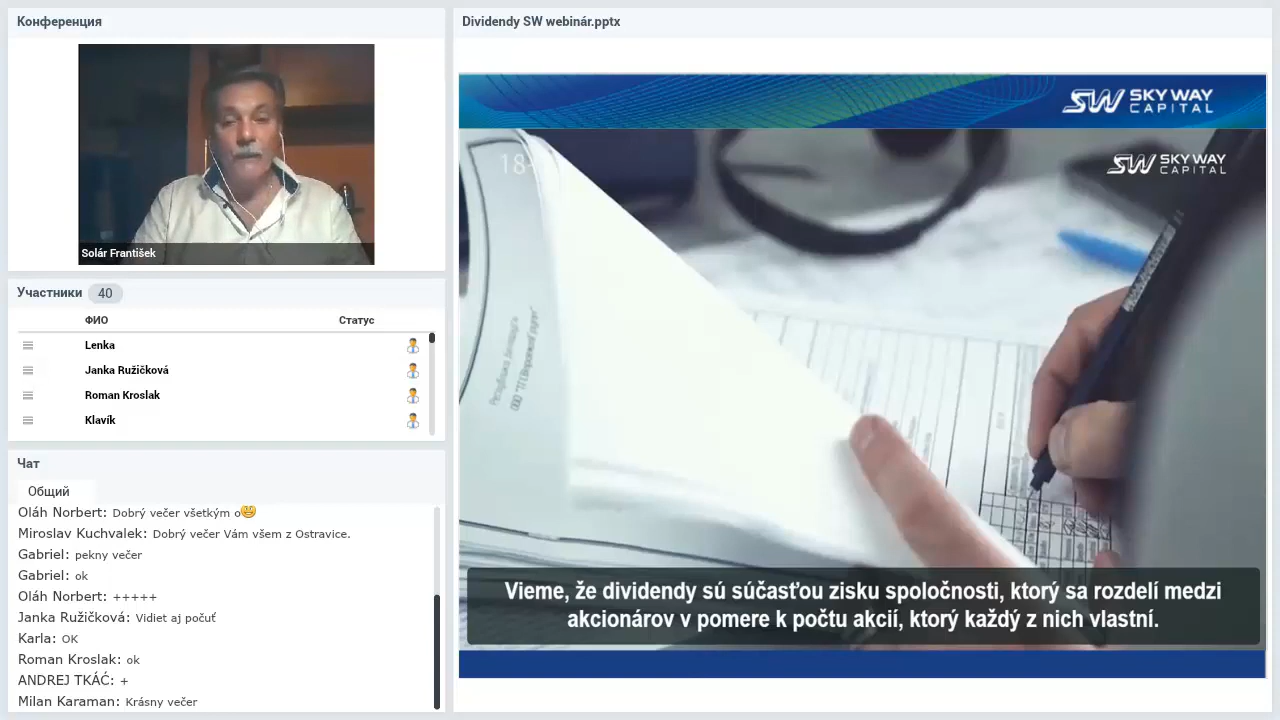 Конференция
Solár František
Участники 40
ФИО Статус
Lenka
Janka Ružičková
Roman Kroslak
Klavík
Чат
Общий
Oláh Norbert: Dobrý večer všetkým o
Miroslav Kuchvalek: Dobrý večer Vám všem z Ostravice.
Gabriel: pekny večer
Gabriel: ok
Oláh Norbert: +++++
Janka Ružičková: Vidiet aj počuť
Karla: OK
Roman Kroslak: ok
ANDREJ TKÁČ: +
Milan Karaman: Krásny večer
Dividendy SW webinár.pptx
SW SKY WAY
CAPITAL
18+
SW SKY WAY
CAPITAL
Vieme, že dividendy sú súčasťou zisku spoločnosti, ktorý sa rozdelí medzi
akcionárov v pomere k počtu akcií, ktorý každý z nich vlastní.